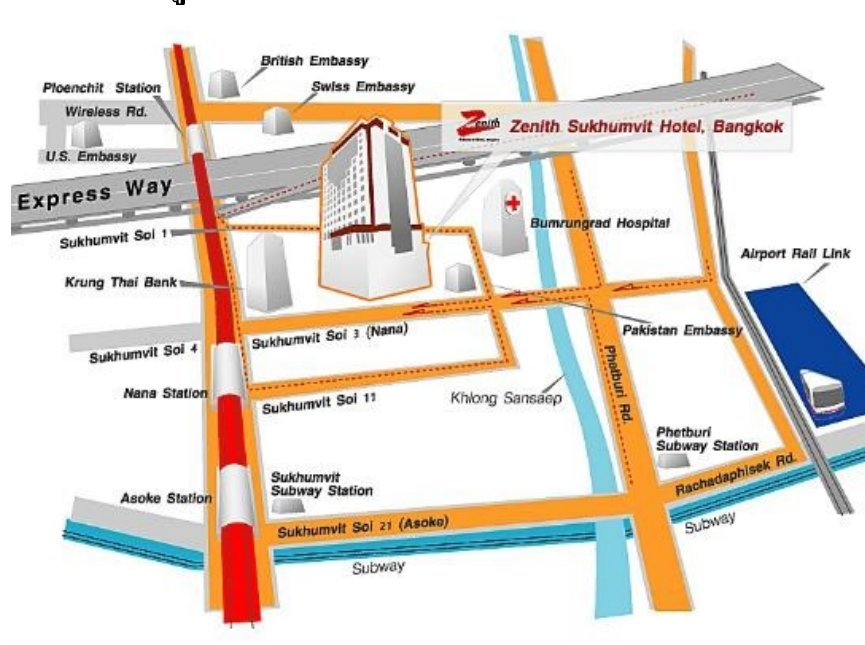 British Embassy
Ploenchit Station
Swiss Embassy
Wireless Rd.
Zenith
Zenith Sukhumvit Hotel, Bangkok
U.S. Embassy
Express Way
Sukhumvit Soi 1
Bumrungrad Hospital
Airport Rail Link
Krung Thai Bank
Sukhumvit Soi 3 (Nana)
Pakistan Embassy
Sukhumvit Soi 4
Phetburi Rd.
Nana Station
Sukhumvit Soi 11
Khlong Sansaep
Phetburi
Subway Station
Rachadaphisek Rd.
Sukhumvit
Subway Station
Asoke Station
Sukhumvit Soi 21 (Asoke)
Subway
Subway